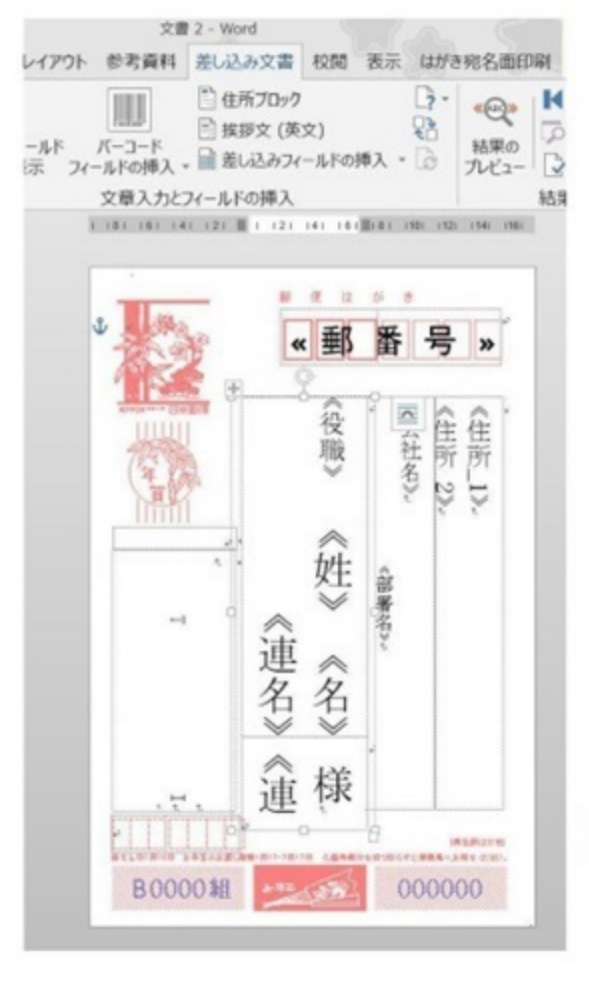 文書 2 - Word
レイアウト 参考資料 差し込み文書 校閲 表示 はがき宛名面印刷
住所ブロック
挨拶文 (英文)
差し込みフィールドの挿入
バーコード
フィールドの挿入
結果の
プレビュー
文章入力とフィールドの挿入
結果
郵便はがき
«郵便番号»
《住所_1》
《住所_2》
社名》
《部署名》
《役職》
《姓》 《名》 様
《連名》 《連
年賀
B0000組
000000